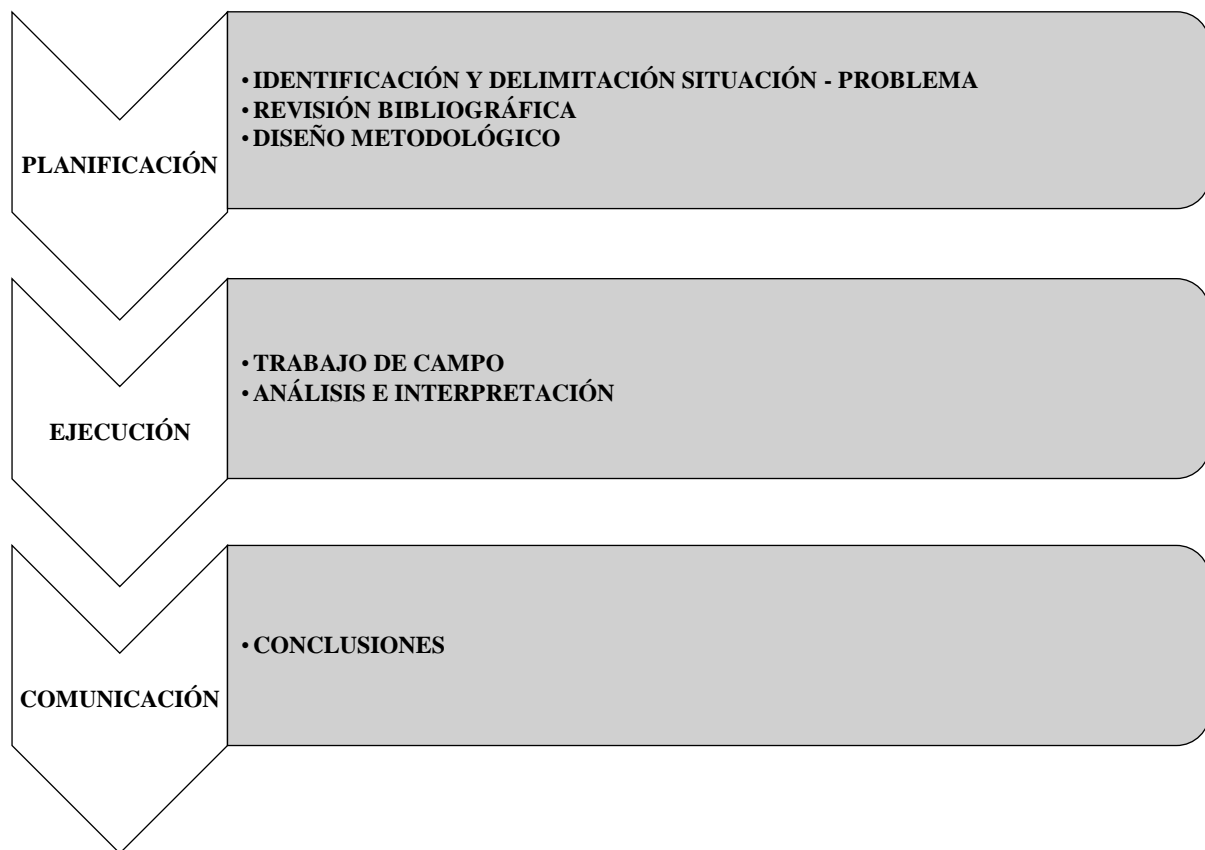 PLANIFICACIÓN
• IDENTIFICACIÓN Y DELIMITACIÓN SITUACIÓN - PROBLEMA
• REVISIÓN BIBLIOGRÁFICA
• DISEÑO METODOLÓGICO
EJECUCIÓN
• TRABAJO DE CAMPO
• ANÁLISIS E INTERPRETACIÓN
COMUNICACIÓN
• CONCLUSIONES